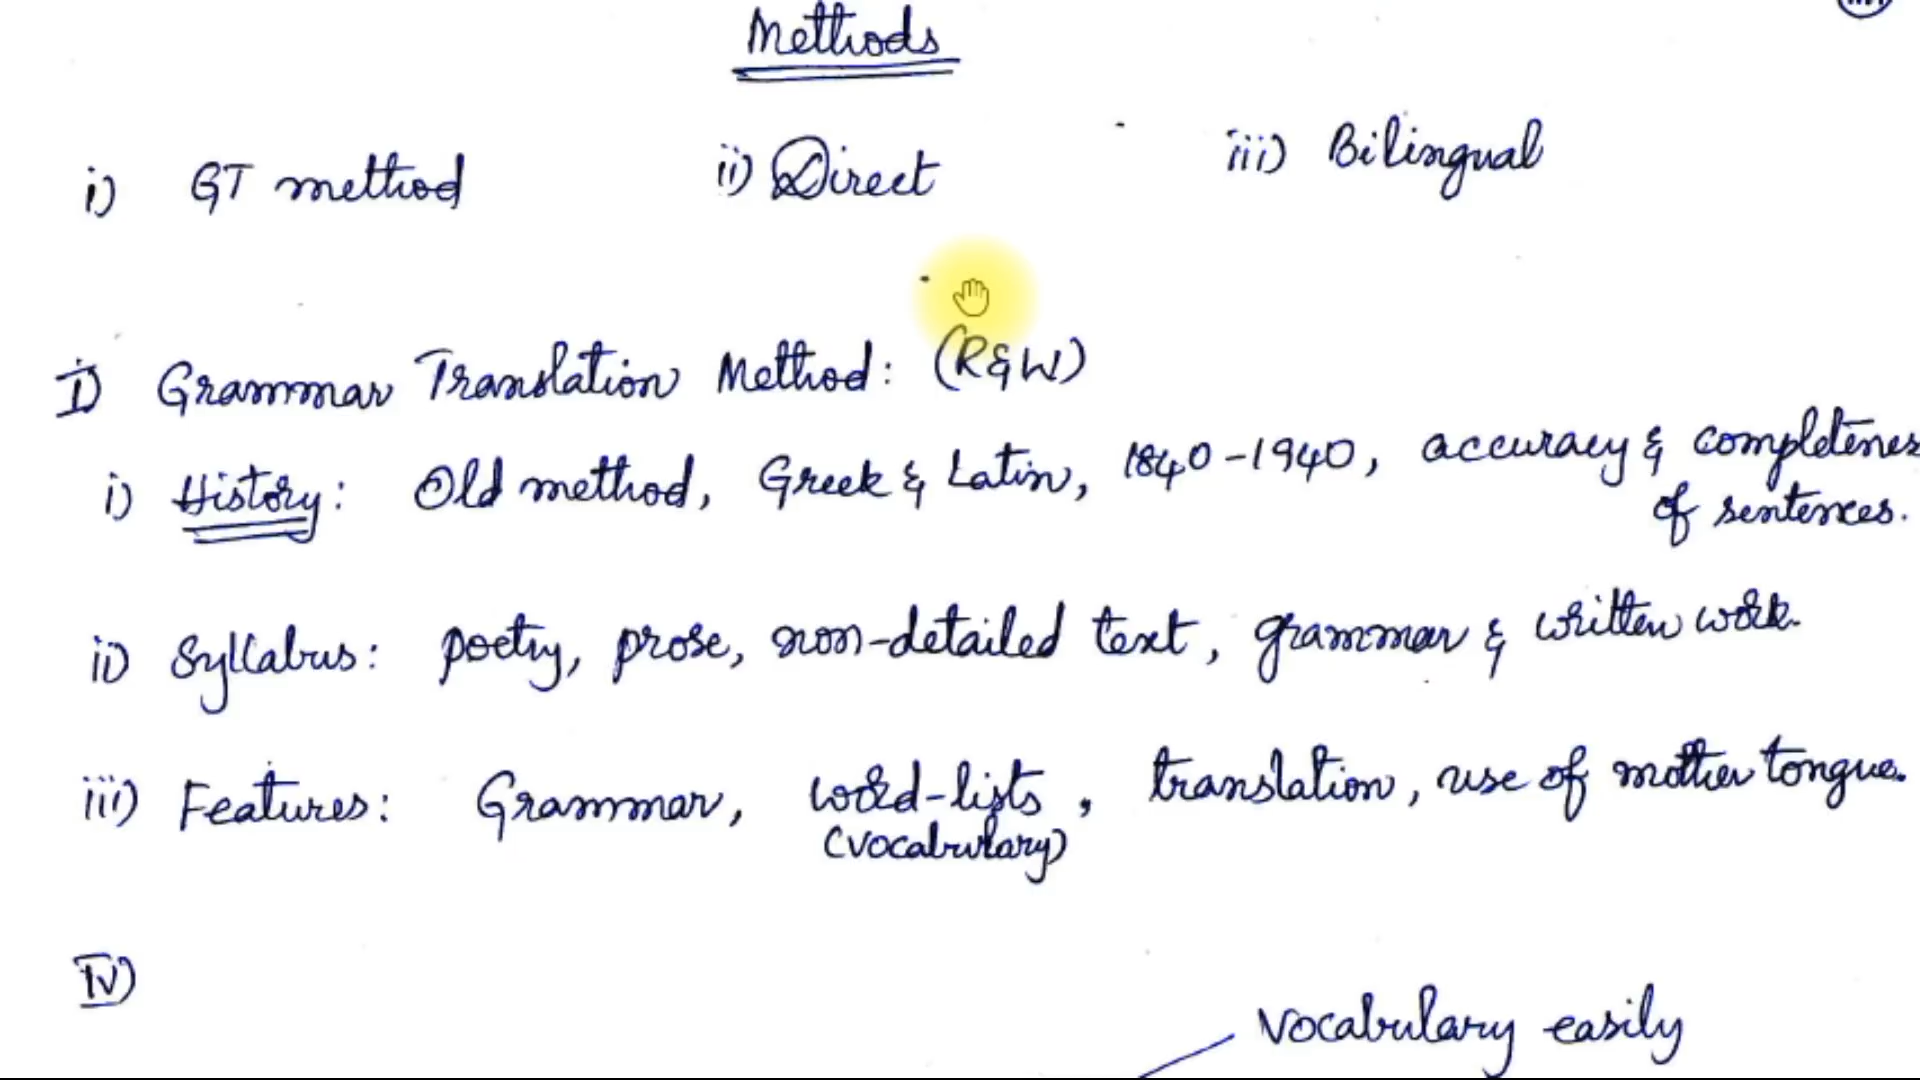 Methods
i) GT method ii) Direct iii) Bilingual
I) Grammar Translation Method: (R&W)
i) History: Old method, Greek & Latin, 1840-1940, accuracy & completenes
of sentences.
ii) Syllabus: poetry, prose, non-detailed text, grammar & written work.
iii) Features: Grammar, word-lists, translation, use of mother tongue.
(vocabulary)
IV)
vocabulary easily